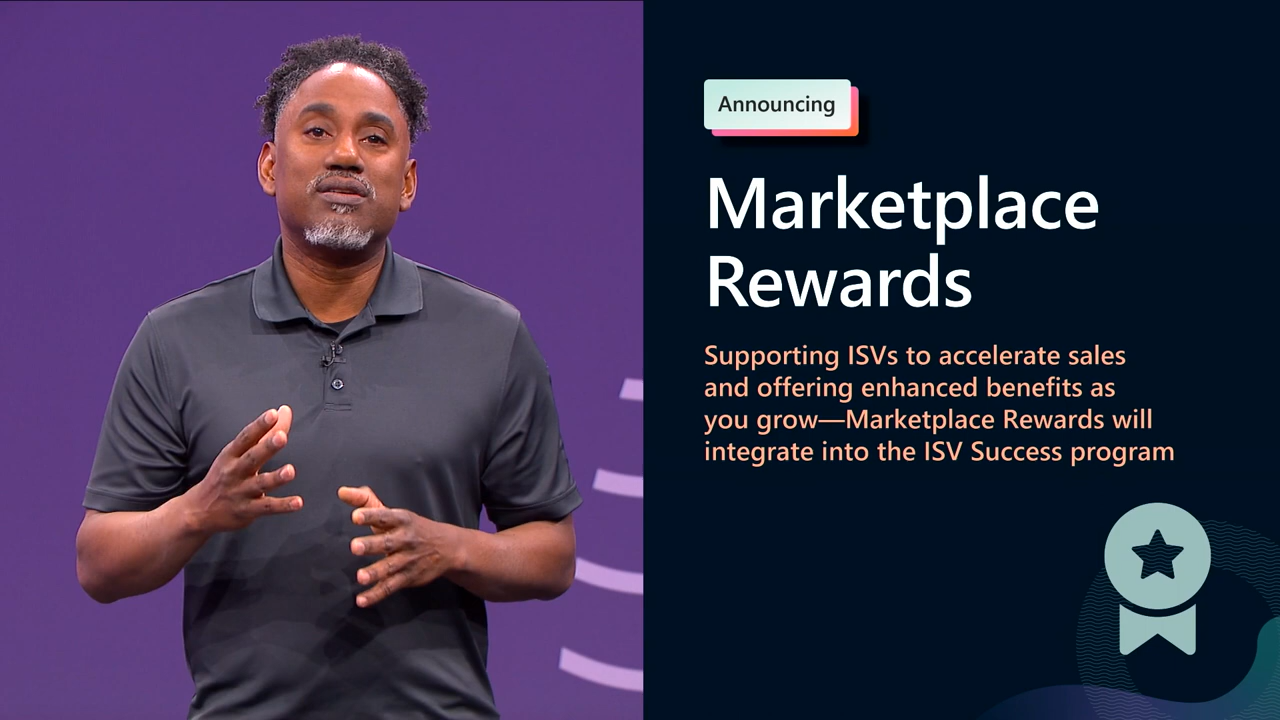 Announcing
Marketplace
Rewards
Supporting ISVs to accelerate sales
and offering enhanced benefits as
you grow—Marketplace Rewards will
integrate into the ISV Success program